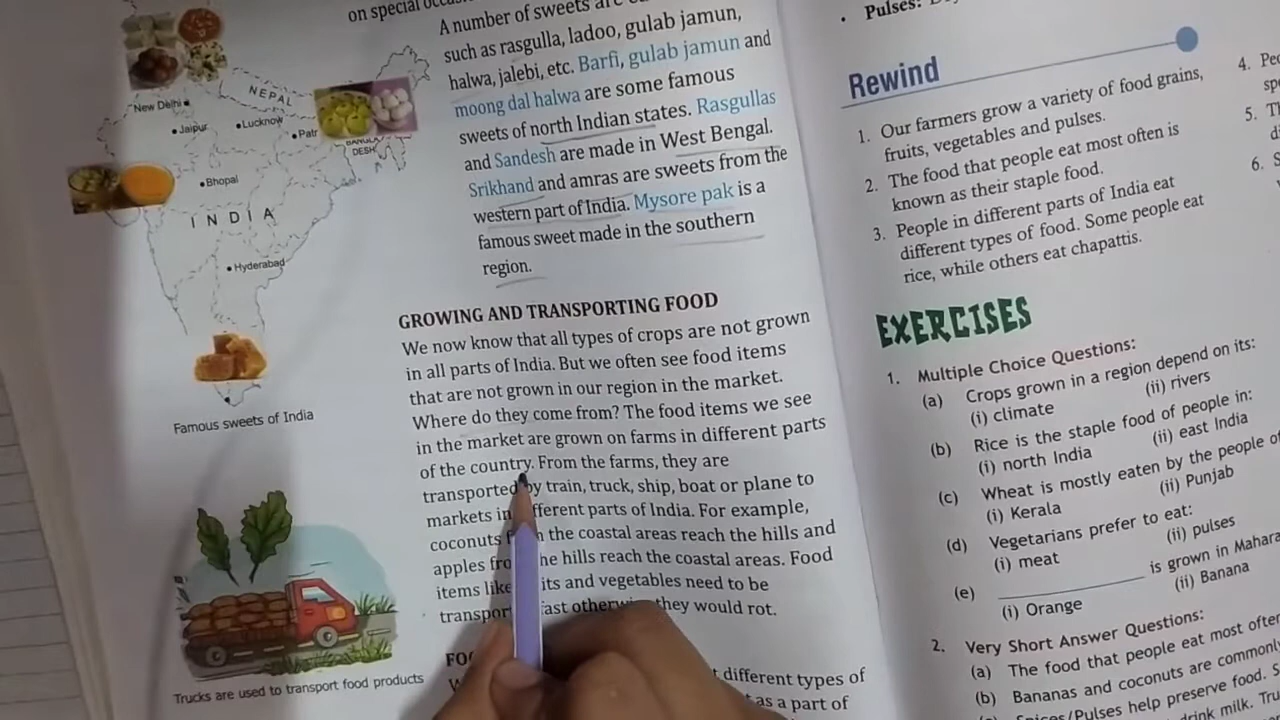 on special
A number of sweets are
such as rasgulla, ladoo, gulab jamun,
halwa, jalebi, etc. Barfi, gulab jamun and
moong dal halwa are some famous
sweets of north Indian states. Rasgullas
and Sandesh are made in West Bengal.
Srikhand and amras are sweets from the
western part of India. Mysore pak is a
famous sweet made in the southern
region.
NEPAL
New Delhi
Jaipur
Lucknow
Patr
BANGLA
DESH
Bhopal
INDIA
Hyderabad
Famous sweets of India
GROWING AND TRANSPORTING FOOD
We now know that all types of crops are not grown
in all parts of India. But we often see food items
that are not grown in our region in the market.
Where do they come from? The food items we see
in the market are grown on farms in different parts
of the country. From the farms, they are
transported by train, truck, ship, boat or plane to
markets in different parts of India. For example,
coconuts the coastal areas reach the hills and
apples the hills reach the coastal areas. Food
items like and vegetables need to be
fast otherwise they would rot.
Trucks are used to transport food products
different types of
as a part of
• Pulses:
Rewind
1. Our farmers grow a variety of food grains,
fruits, vegetables and pulses.
2. The food that people eat most often is
known as their staple food.
3. People in different parts of India eat
different types of food. Some people eat
rice, while others eat chapattis.
4.
5.
6.
EXERCISES
1. Multiple Choice Questions:
(a) Crops grown in a region depend on its:
(i) climate (ii) rivers
(b) Rice is the staple food of people in:
(i) north India (ii) east India
(c) Wheat is mostly eaten by the people of
(i) Kerala (ii) Punjab
(d) Vegetarians prefer to eat:
(i) meat (ii) pulses
(e) ____________ is grown in Mahara
(i) Orange (ii) Banana
2. Very Short Answer Questions:
(a) The food that people eat most often
(b) Bananas and coconuts are commonly
Spices/Pulses help preserve food.
drink milk.